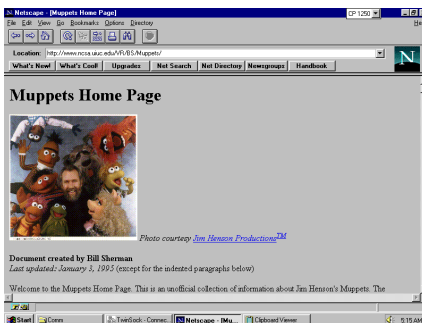 Netscape - [Muppets Home Page]
CP 1250
File Edit View Go Bookmarks Options Directory
He
Location: http://www.ncsa.uiuc.edu/VR/BS/Muppets/
N
What's New! What's Cool! Upgrades Net Search Net Directory Newsgroups Handbook
Muppets Home Page
Photo courtesy Jim Henson Productions TM
Document created by Bill Sherman
Last updated: January 3, 1995 (except for the indented paragraphs below)
Welcome to the Muppets Home Page. This is an unofficial collection of information about Jim Henson's Muppets. The
Start Comm TwinSock - Connec... Netscape - [Mu... Clipboard Viewer 5:15 AM